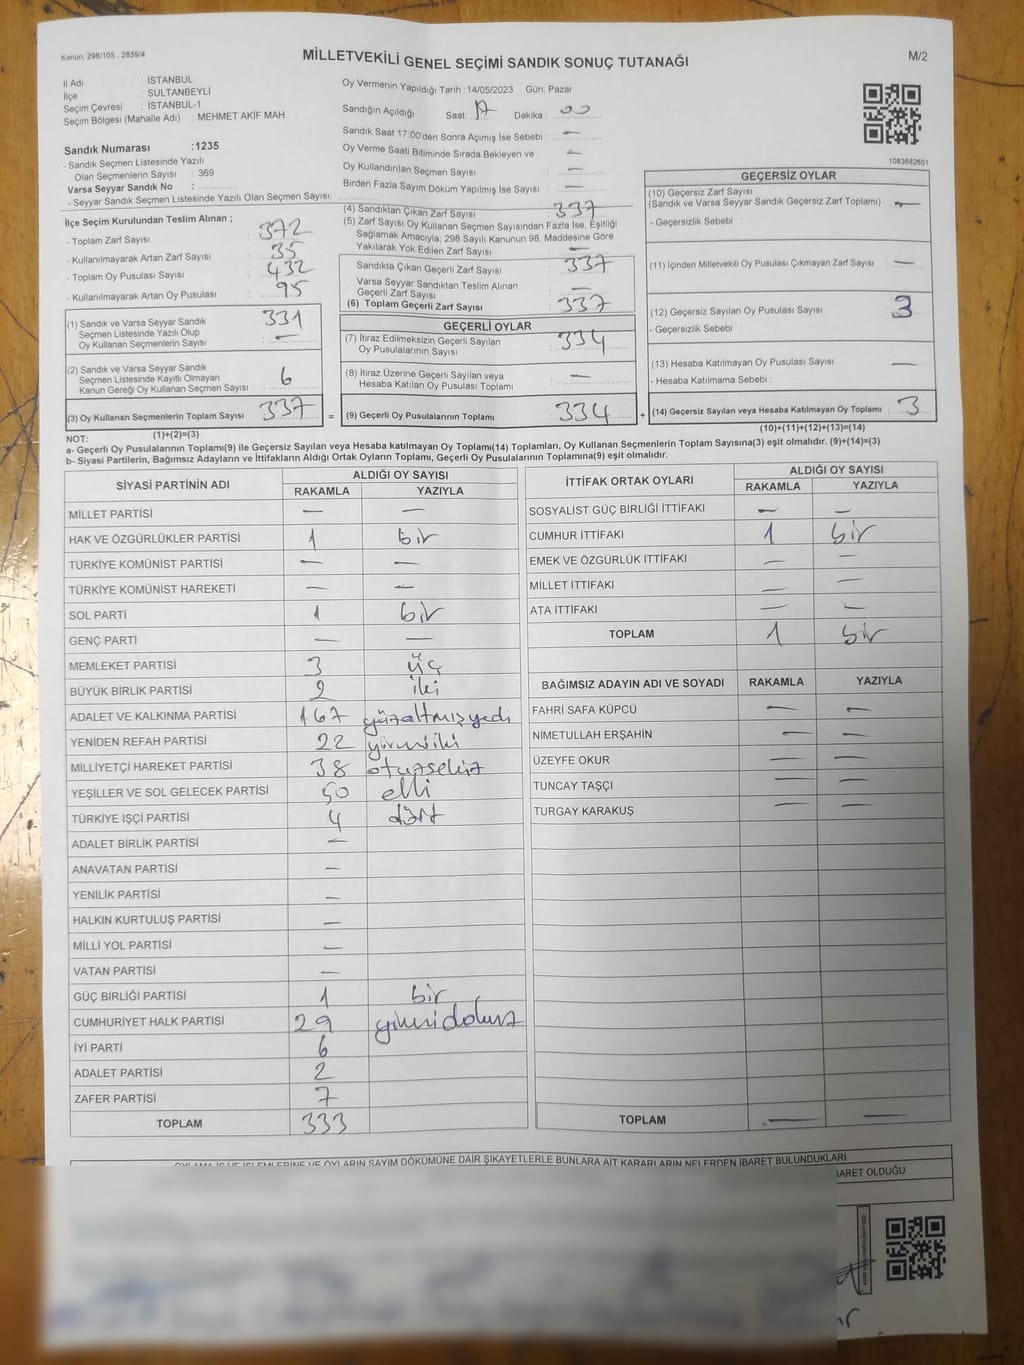 Kanun. 298/105 . 2839/4
MİLLETVEKİLİ GENEL SEÇİMİ SANDIK SONUÇ TUTANAĞI
M/2
İl Adı : İSTANBUL
İlçe : SULTANBEYLİ
Seçim Çevresi : İSTANBUL-1
Seçim Bölgesi (Mahalle Adı) : MEHMET AKİF MAH.
Sandık Numarası :1235
- Sandık Seçmen Listesinde Yazılı
Olan Seçmenlerin Sayısı : 369
Varsa Seyyar Sandık No :
- Seyyar Sandık Seçmen Listesinde Yazılı Olan Seçmen Sayısı:
Oy Vermenin Yapıldığı Tarih :14/05/2023 Gün: Pazar
Sandığın Açıldığı Saat: 17 Dakika : 00
Sandık Saat 17:00'den Sonra Açımış İse Sebebi : —
Oy Verme Saati Bitiminde Sırada Bekleyen ve —
Oy Kullandırılan Seçmen Sayısı : —
Birden Fazla Sayım Döküm Yapılmış İse Sayısı : —
1083682601
İlçe Seçim Kurulundan Teslim Alınan ;
- Toplam Zarf Sayısı : 372
- Kullanılmayarak Artan Zarf Sayısı : 35
- Toplam Oy Pusulası Sayısı : 432
- Kullanılmayarak Artan Oy Pusulası : 95
(1) Sandık ve Varsa Seyyar Sandık
Seçmen Listesinde Yazılı Olup
Oy Kullanan Seçmenlerin Sayısı : 331 —
(2) Sandık ve Varsa Seyyar Sandık
Seçmen Listesinde Kayıtlı Olmayan
Kanun Gereği Oy Kullanan Seçmen Sayısı : 6
(3) Oy Kullanan Seçmenlerin Toplam Sayısı : 337
(1)+(2)=(3)
(4) Sandıktan Çıkan Zarf Sayısı : 337
(5) Zarf Sayısı Oy Kullanan Seçmen Sayısından Fazla İse, Eşitliği
Sağlamak Amacıyla; 298 Sayılı Kanunun 98. Maddesine Göre
Yakılarak Yok Edilen Zarf Sayısı : —
Sandıkta Çıkan Geçerli Zarf Sayısı : 337
Varsa Seyyar Sandıktan Teslim Alınan
Geçerli Zarf Sayısı : —
(6) Toplam Geçerli Zarf Sayısı : 337
GEÇERLİ OYLAR
(7) İtiraz Edilmeksizin Geçerli Sayılan
Oy Pusulalarının Sayısı : 334
(8) İtiraz Üzerine Geçerli Sayılan veya
Hesaba Katılan Oy Pusulası Toplamı : —
= (9) Geçerli Oy Pusulalarının Toplamı : 334
GEÇERSİZ OYLAR
(10) Geçersiz Zarf Sayısı
(Sandık ve Varsa Seyyar Sandık Geçersiz Zarf Toplamı) : —
- Geçersizlik Sebebi :
(11) İçinden Milletvekili Oy Pusulası Çıkmayan Zarf Sayısı : —
(12) Geçersiz Sayılan Oy Pusulası Sayısı : 3
- Geçersizlik Sebebi :
(13) Hesaba Katılmayan Oy Pusulası Sayısı : —
- Hesaba Katılmama Sebebi :
+ (14) Geçersiz Sayılan veya Hesaba Katılmayan Oy Toplamı : 3
(10)+(11)+(12)+(13)=(14)
NOT:
a- Geçerli Oy Pusulalarının Toplamı(9) ile Geçersiz Sayılan veya Hesaba katılmayan Oy Toplamı(14) Toplamları, Oy Kullanan Seçmenlerin Toplam Sayısına(3) eşit olmalıdır. (9)+(14)=(3)
b- Siyasi Partilerin, Bağımsız Adayların ve İttifakların Aldığı Ortak Oyların Toplamı, Geçerli Oy Pusulalarının Toplamına(9) eşit olmalıdır.
SİYASİ PARTİNİN ADI ALDIĞI OY SAYISI
RAKAMLA YAZIYLA
MİLLET PARTİSİ — —
HAK VE ÖZGÜRLÜKLER PARTİSİ 1 bir
TÜRKİYE KOMÜNİST PARTİSİ — —
TÜRKİYE KOMÜNİST HAREKETİ — —
SOL PARTİ 1 bir
GENÇ PARTİ — —
MEMLEKET PARTİSİ 3 üç
BÜYÜK BİRLİK PARTİSİ 2 iki
ADALET VE KALKINMA PARTİSİ 167 yüzaltmışyedi
YENİDEN REFAH PARTİSİ 22 yirmiiki
MİLLİYETÇİ HAREKET PARTİSİ 38 otuzsekiz
YEŞİLLER VE SOL GELECEK PARTİSİ 50 elli
TÜRKİYE İŞÇİ PARTİSİ 4 dört
ADALET BİRLİK PARTİSİ —
ANAVATAN PARTİSİ —
YENİLİK PARTİSİ —
HALKIN KURTULUŞ PARTİSİ —
MİLLİ YOL PARTİSİ —
VATAN PARTİSİ —
GÜÇ BİRLİĞİ PARTİSİ 1 bir
CUMHURİYET HALK PARTİSİ 29 yirmidokuz
İYİ PARTİ 6
ADALET PARTİSİ 2
ZAFER PARTİSİ 7
TOPLAM 333
İTTİFAK ORTAK OYLARI ALDIĞI OY SAYISI
RAKAMLA YAZIYLA
SOSYALİST GÜÇ BİRLİĞİ İTTİFAKI — —
CUMHUR İTTİFAKI 1 bir
EMEK VE ÖZGÜRLÜK İTTİFAKI — —
MİLLET İTTİFAKI — —
ATA İTTİFAKI — —
TOPLAM 1 bir
BAĞIMSIZ ADAYIN ADI VE SOYADI RAKAMLA YAZIYLA
FAHRİ SAFA KÜPCÜ — —
NİMETULLAH ERŞAHİN — —
ÜZEYFE OKUR — —
TUNCAY TAŞÇI — —
TURGAY KARAKUŞ — —
TOPLAM — —
OYLAMA İŞ VE İŞLEMLERİNE VE OYLARIN SAYIM DÖKÜMÜNE DAİR ŞİKAYETLERLE BUNLARA AİT KARARLARIN NELERDEN İBARET BULUNDUKLARI
BARET OLDUĞU